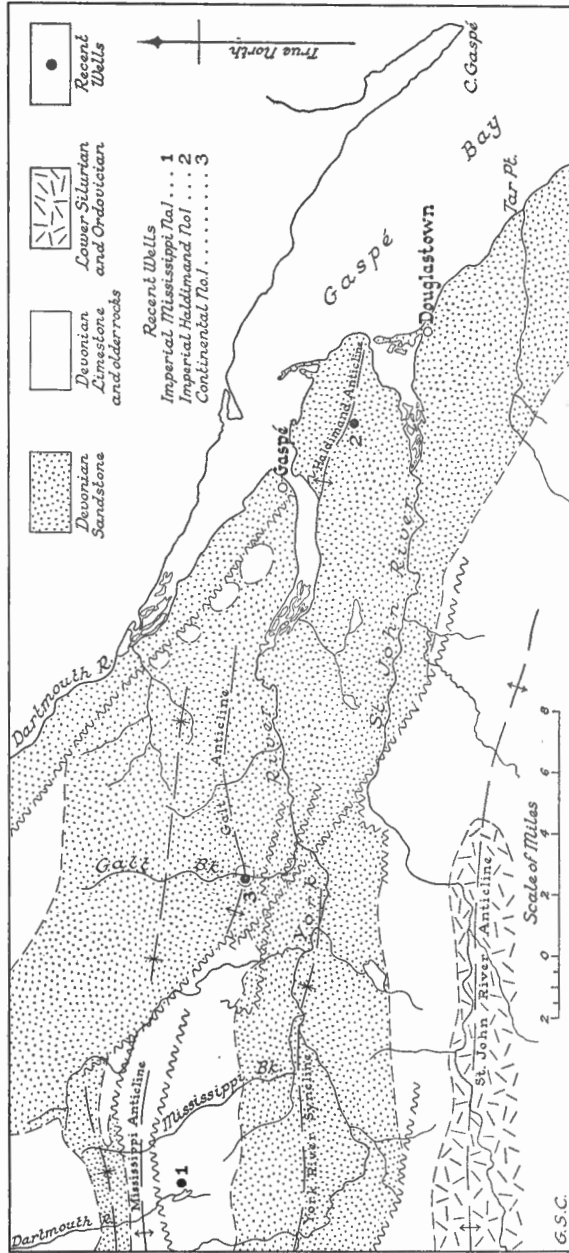 Devonian
Sandstone
Devonian
Limestone
and older rocks
Lower Silurian
and Ordovician
Recent
Wells
Recent Wells
Imperial Mississippi No.1 ... 1
Imperial Haldimand No.1 ... 2
Continental No.1 .......... 3
True North
C. Gaspé
Gaspé Bay
Tar Pt.
Douglastown
Gaspé
Haldimand Anticline
2
St John River
Dartmouth R.
Galt Anticline
Galt Bk.
3
York River
Mississippi Anticline
Mississippi Bk.
1
Dartmouth R.
York River Syncline
St. John River Anticline
2 0 2 4 6 8
Scale of Miles
G.S.C.